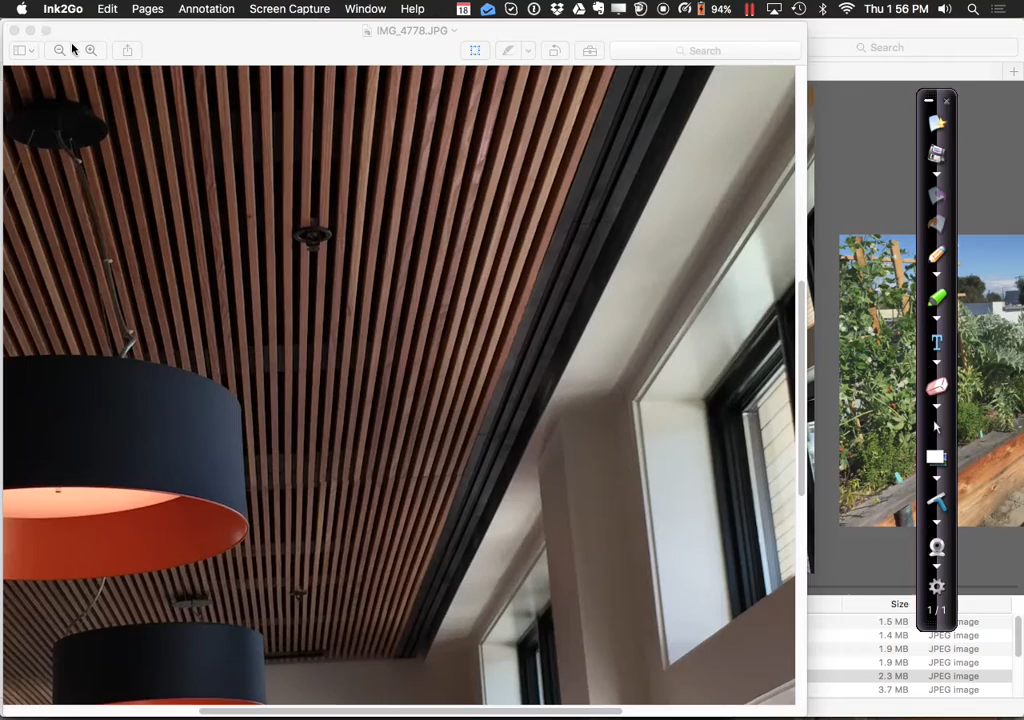 Ink2Go Edit Pages Annotation Screen Capture Window Help 18 94% Thu 1 56 PM
IMG_4778.JPG
Search
Search
T
1 / 1
Size
1.5 MB JPEG image
1.4 MB JPEG image
1.9 MB JPEG image
1.9 MB JPEG image
2.3 MB JPEG image
3.7 MB JPEG image